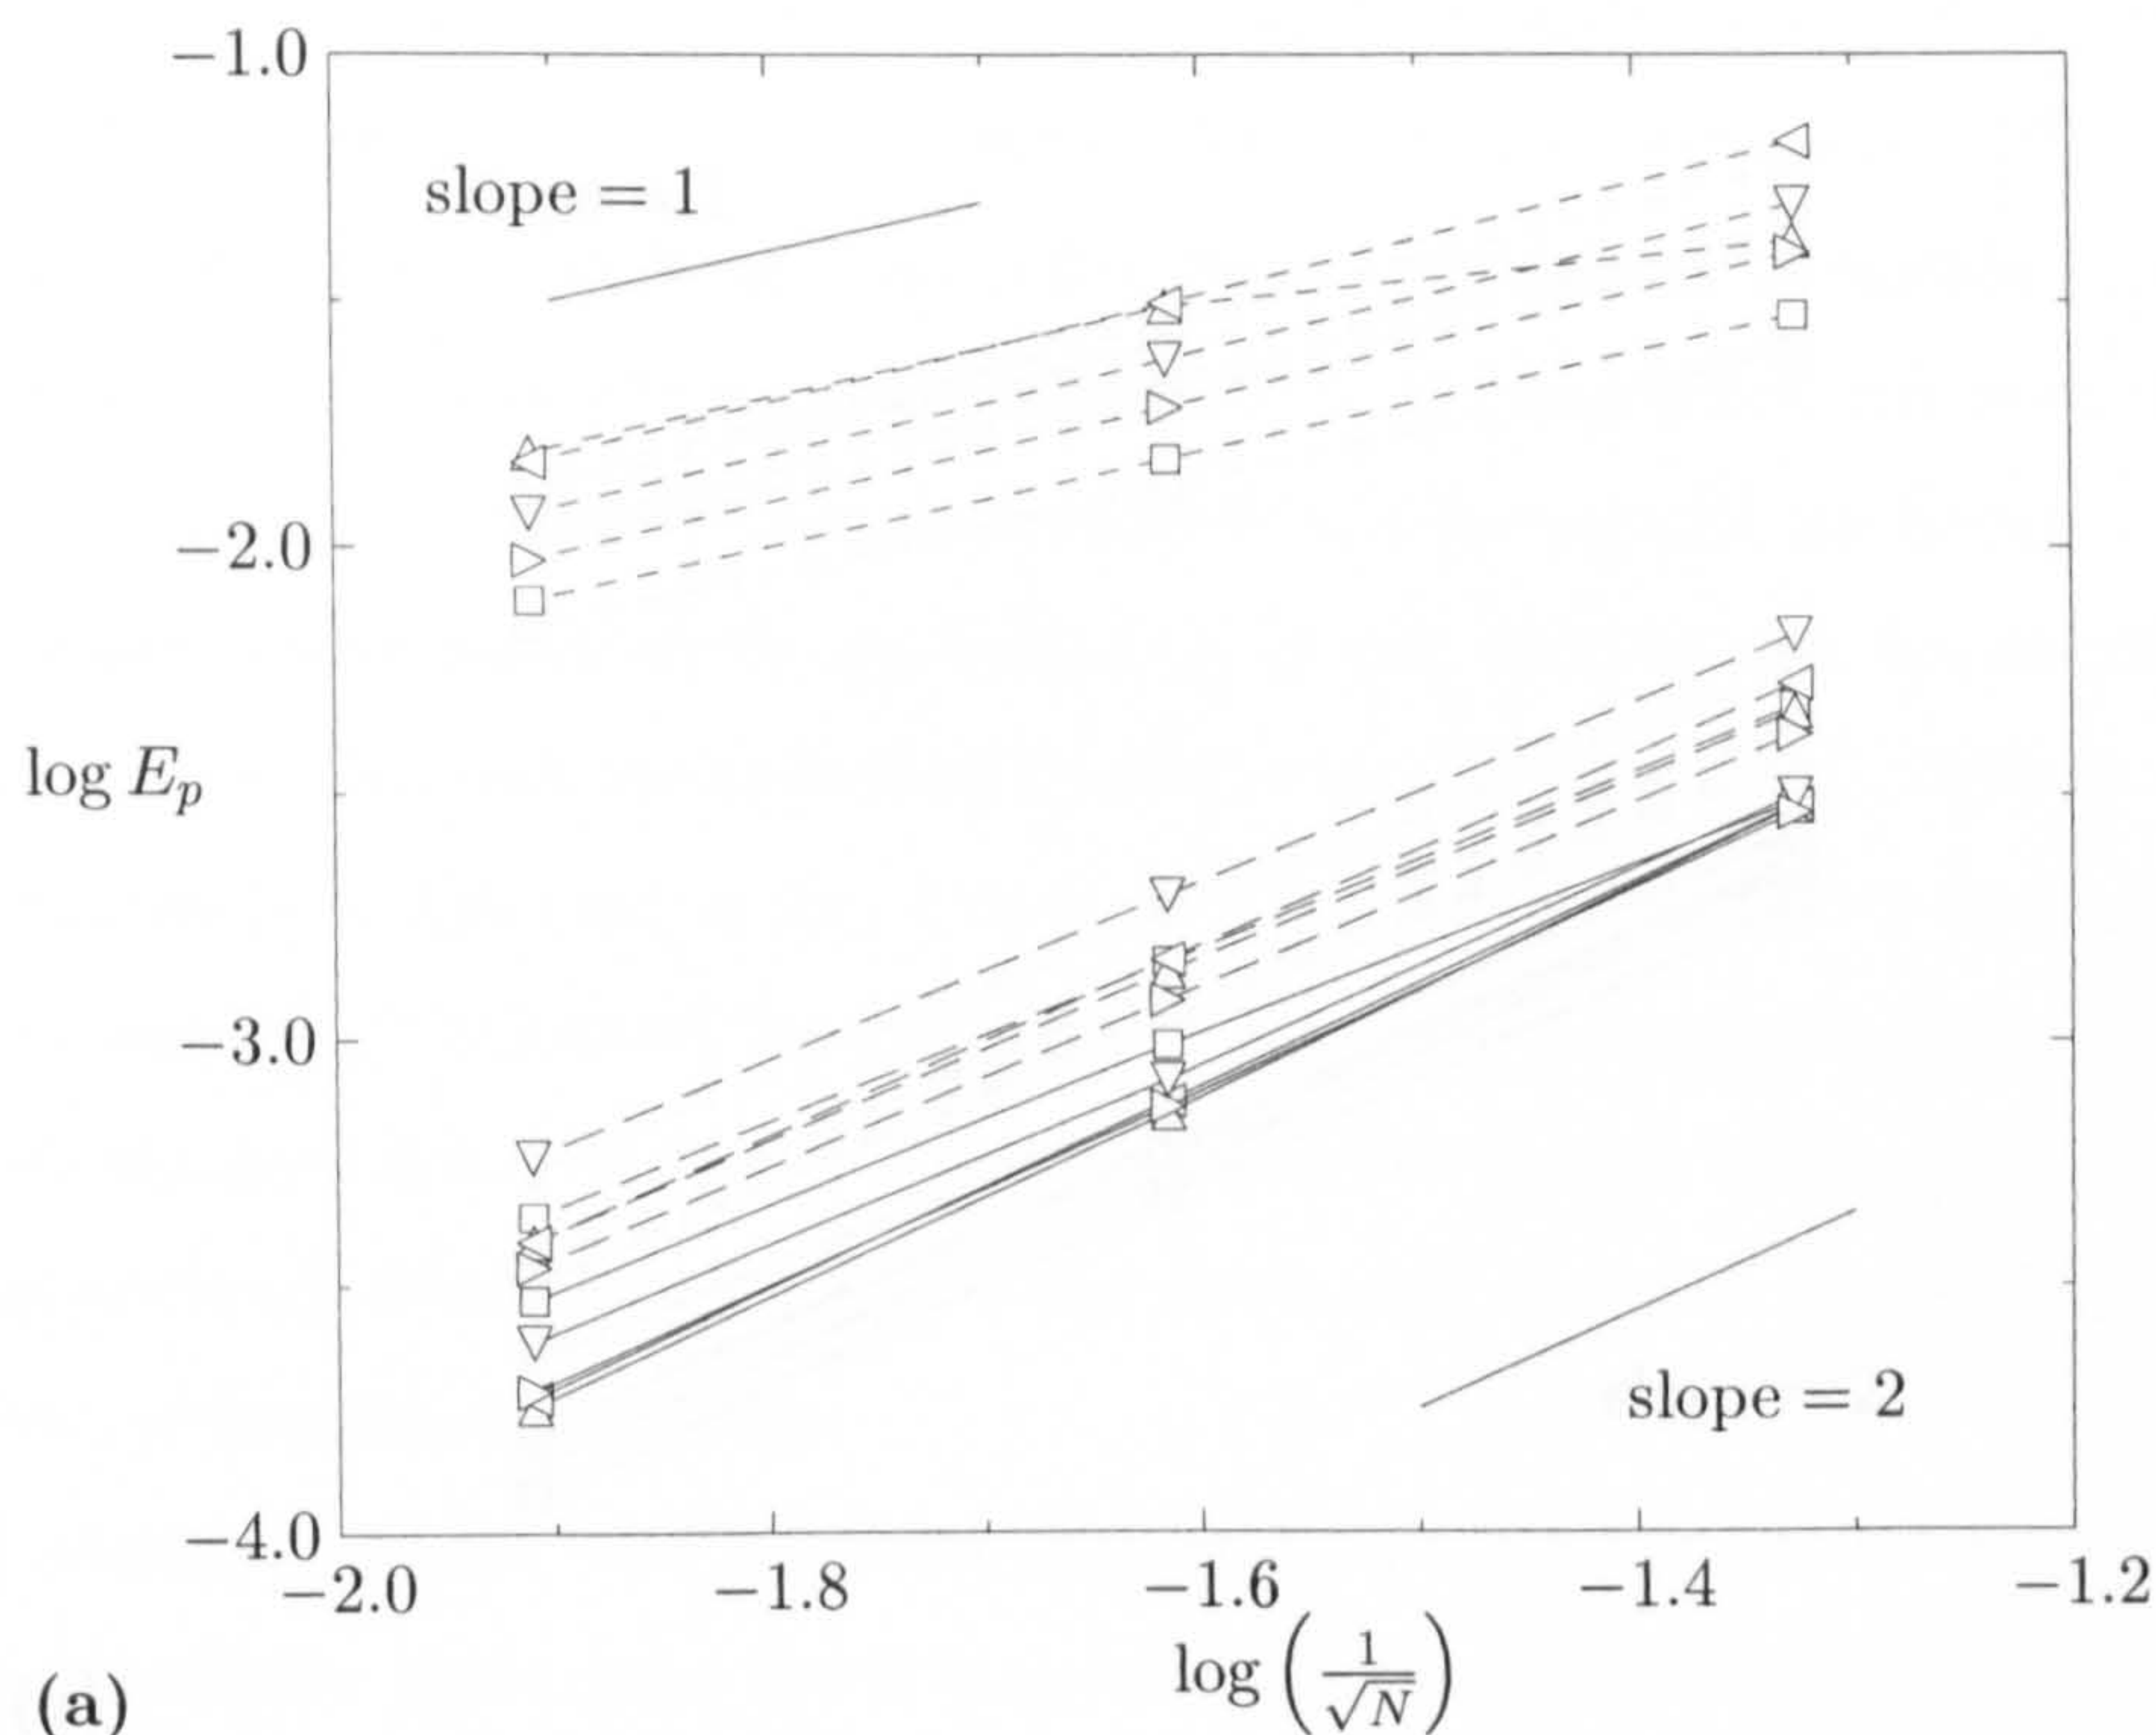 −1.0
slope = 1
−2.0
log E_p
−3.0
slope = 2
−4.0
−2.0 −1.8 −1.6 −1.4 −1.2
log (1/√N)
(a)